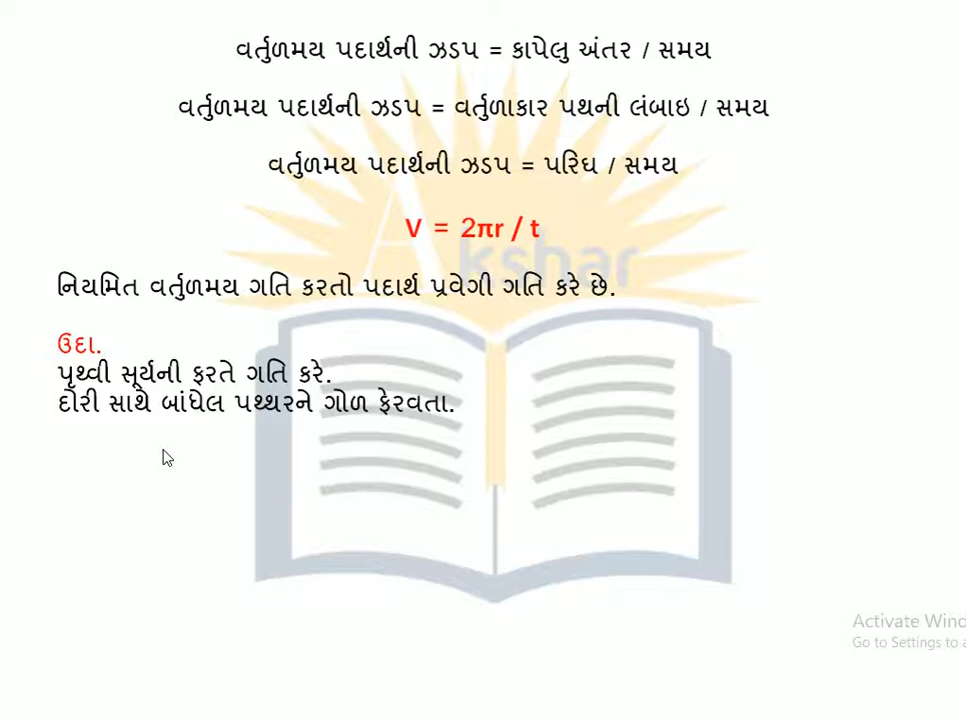 વર્તુળમય પદાર્થની ઝડપ = કાપેલુ અંતર / સમય
વર્તુળમય પદાર્થની ઝડપ = વર્તુળાકાર પથની લંબાઇ / સમય
વર્તુળમય પદાર્થની ઝડપ = પરિઘ / સમય
V = 2πr / t
Akshar
નિયમિત વર્તુળમય ગતિ કરતો પદાર્થ પ્રવેગી ગતિ કરે છે.
ઉદા.
પૃથ્વી સૂર્યની ફરતે ગતિ કરે.
દોરી સાથે બાંધેલ પથ્થરને ગોળ ફેરવતા.
Activate Wind
Go to Settings to a